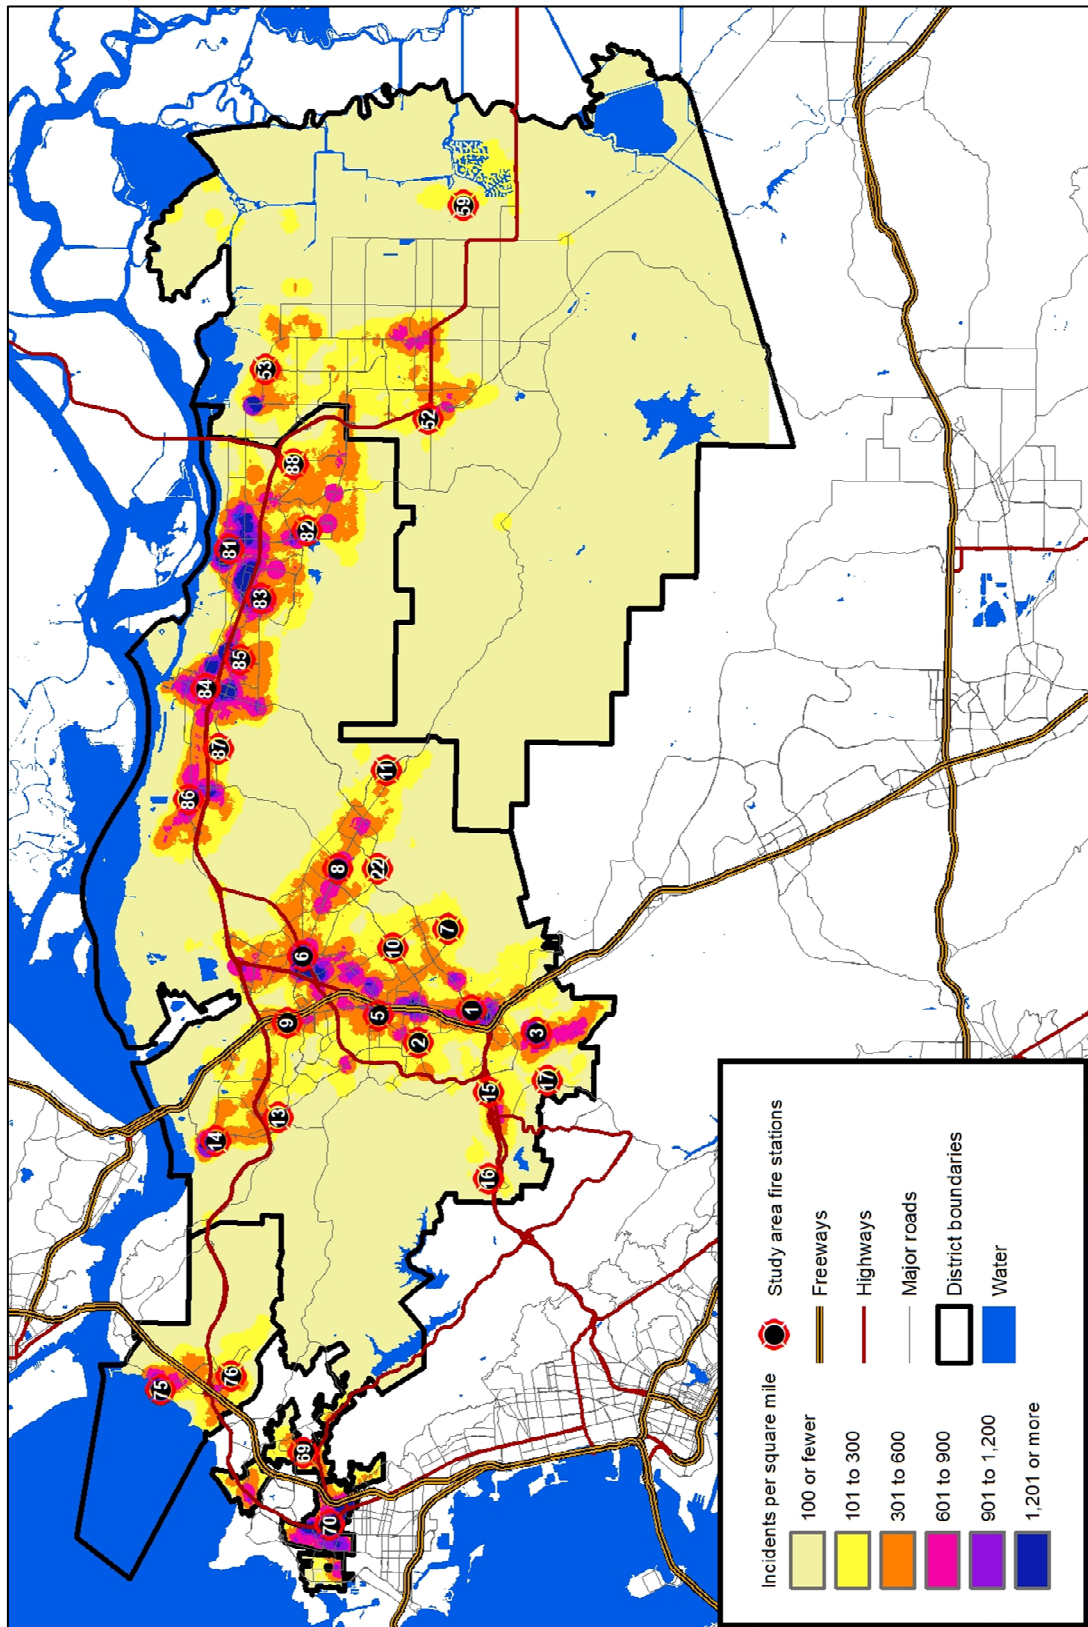 75
76
69
70
14
13
16
15
17
3
9
2
5
1
6
10
7
8
22
11
86
87
84
85
83
81
82
88
53
52
59
Incidents per square mile
100 or fewer
101 to 300
301 to 600
601 to 900
901 to 1,200
1,201 or more
Study area fire stations
Freeways
Highways
Major roads
District boundaries
Water